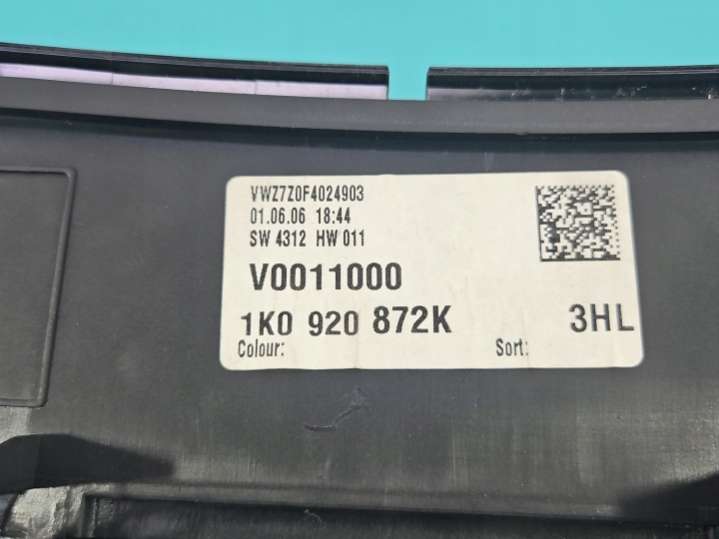 VWZ7Z0F4024903
01.06.06 18:44
SW 4312 HW 011
V0011000
1K0 920 872K 3HL
Colour: Sort: